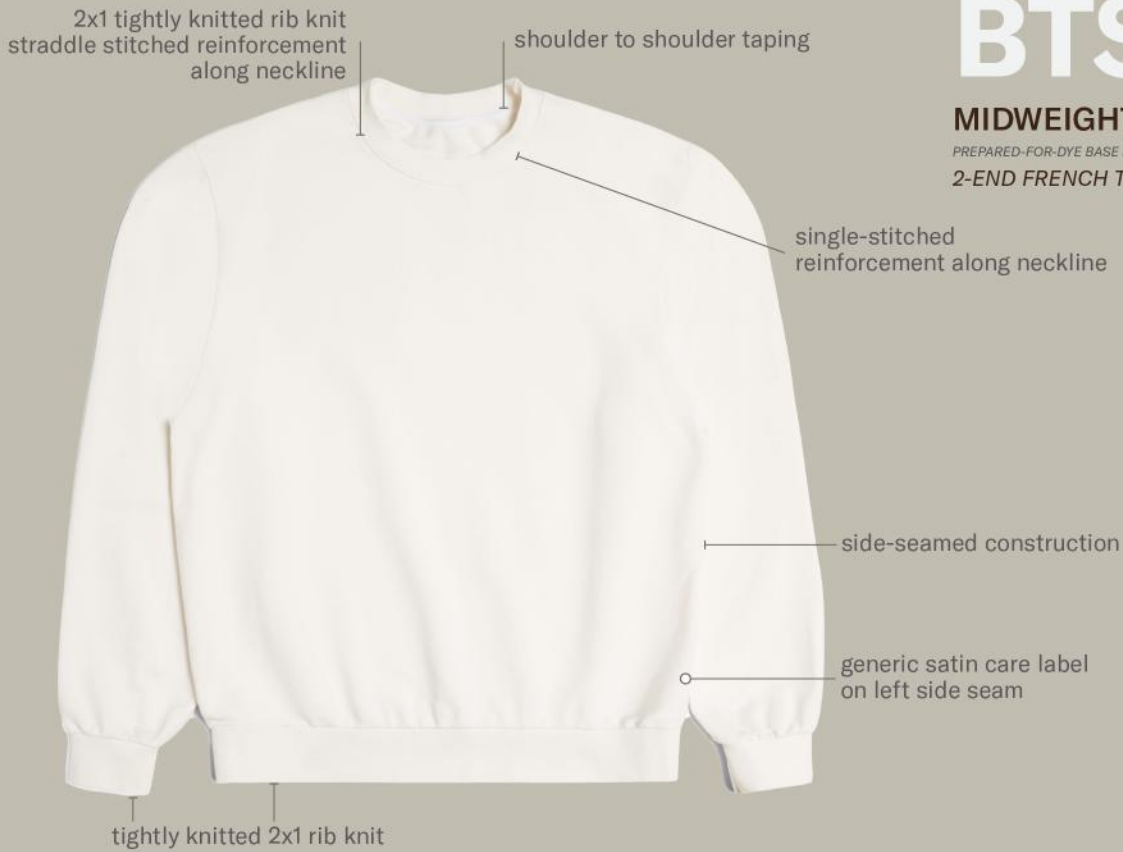 2x1 tightly knitted rib knit
straddle stitched reinforcement
along neckline
shoulder to shoulder taping
BTS
MIDWEIGHT
PREPARED-FOR-DYE BASE
2-END FRENCH
single-stitched
reinforcement along neckline
side-seamed construction
generic satin care label
on left side seam
tightly knitted 2x1 rib knit